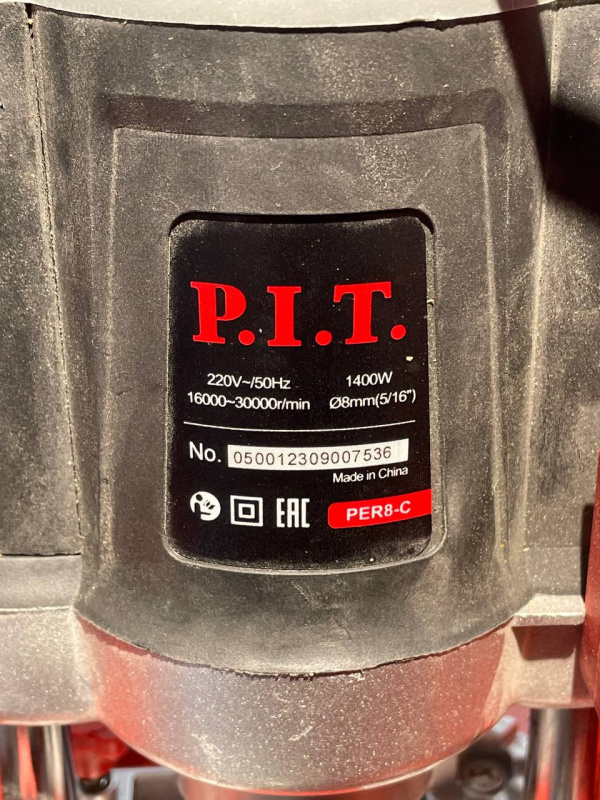 P.I.T.
220V~/50Hz 1400W
16000~30000r/min Ø8mm(5/16")
No. 050012309007536
Made in China
EAC PER8-C